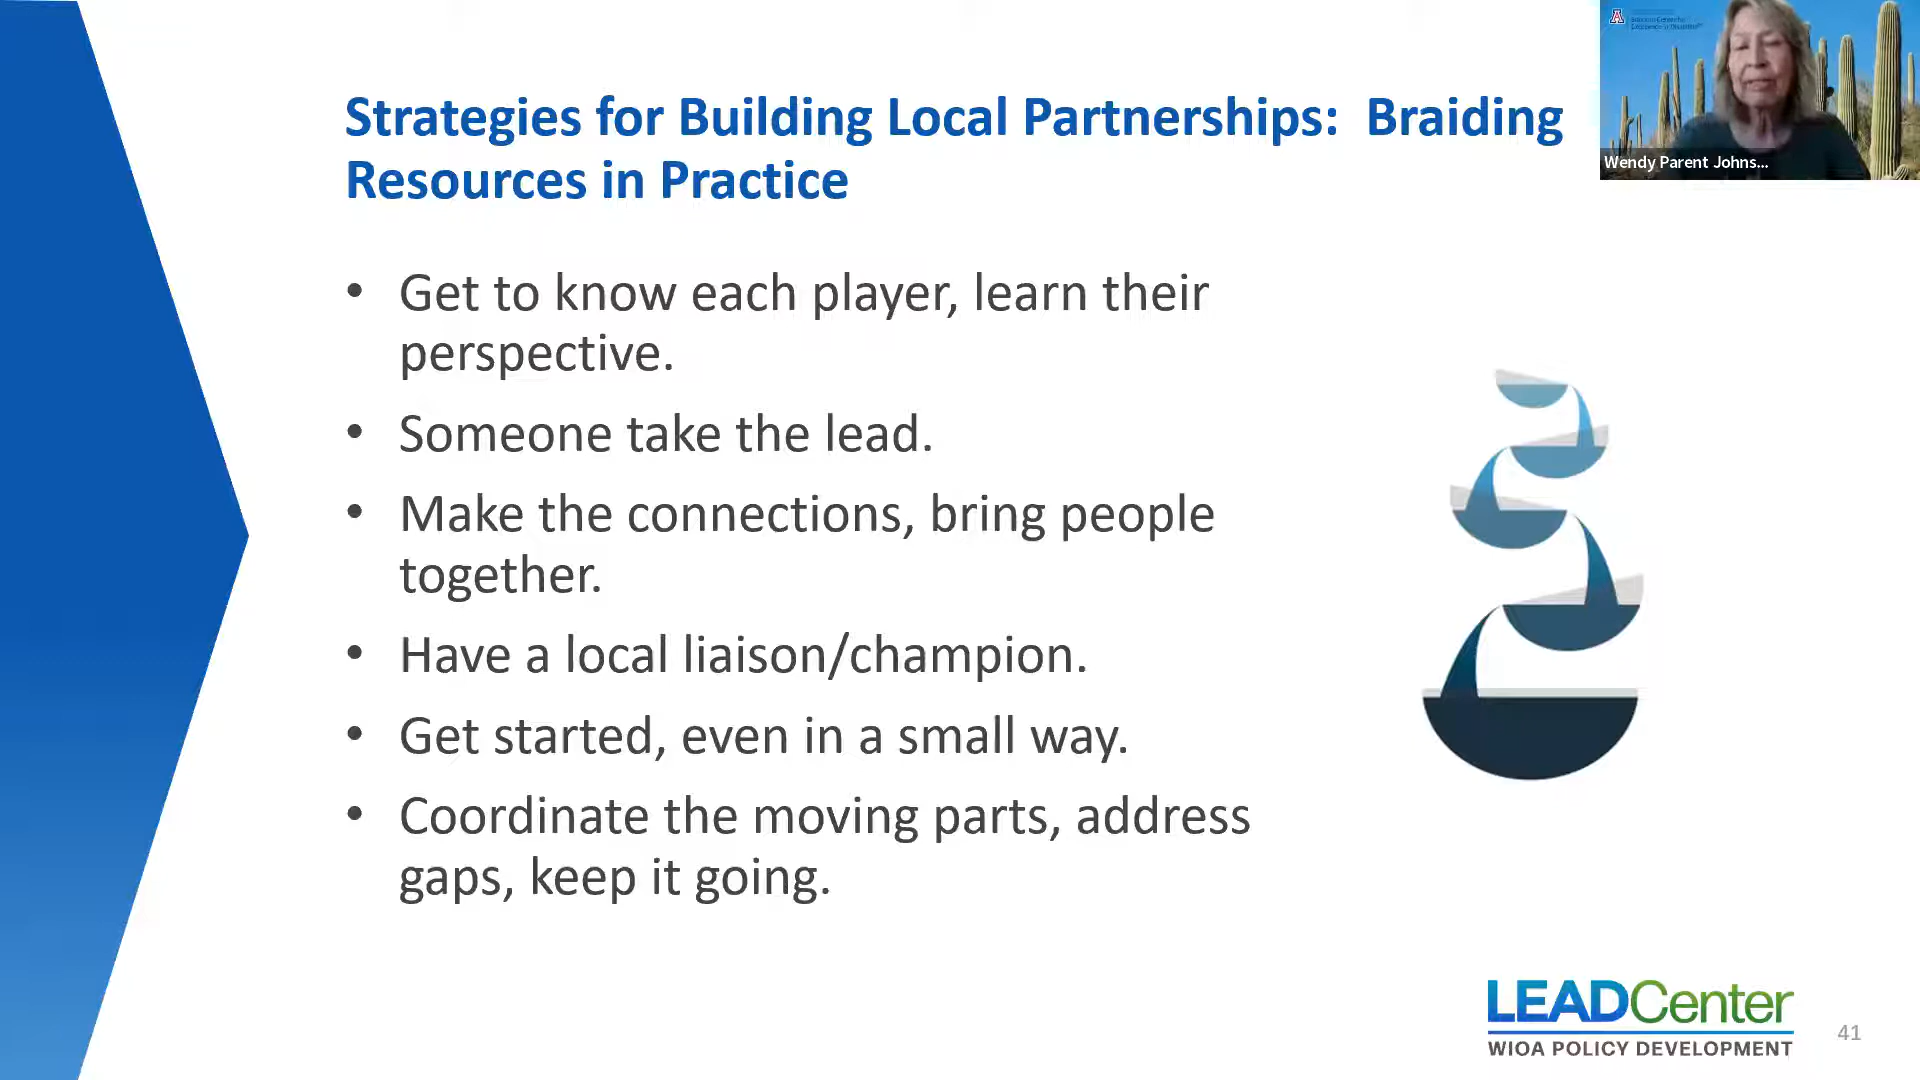 Strategies for Building Local Partnerships:  Braiding
Resources in Practice
• Get to know each player, learn their
perspective.
• Someone take the lead.
• Make the connections, bring people
together.
• Have a local liaison/champion.
• Get started, even in a small way.
• Coordinate the moving parts, address
gaps, keep it going.
Wendy Parent Johns...
LEADCenter
WIOA POLICY DEVELOPMENT
41